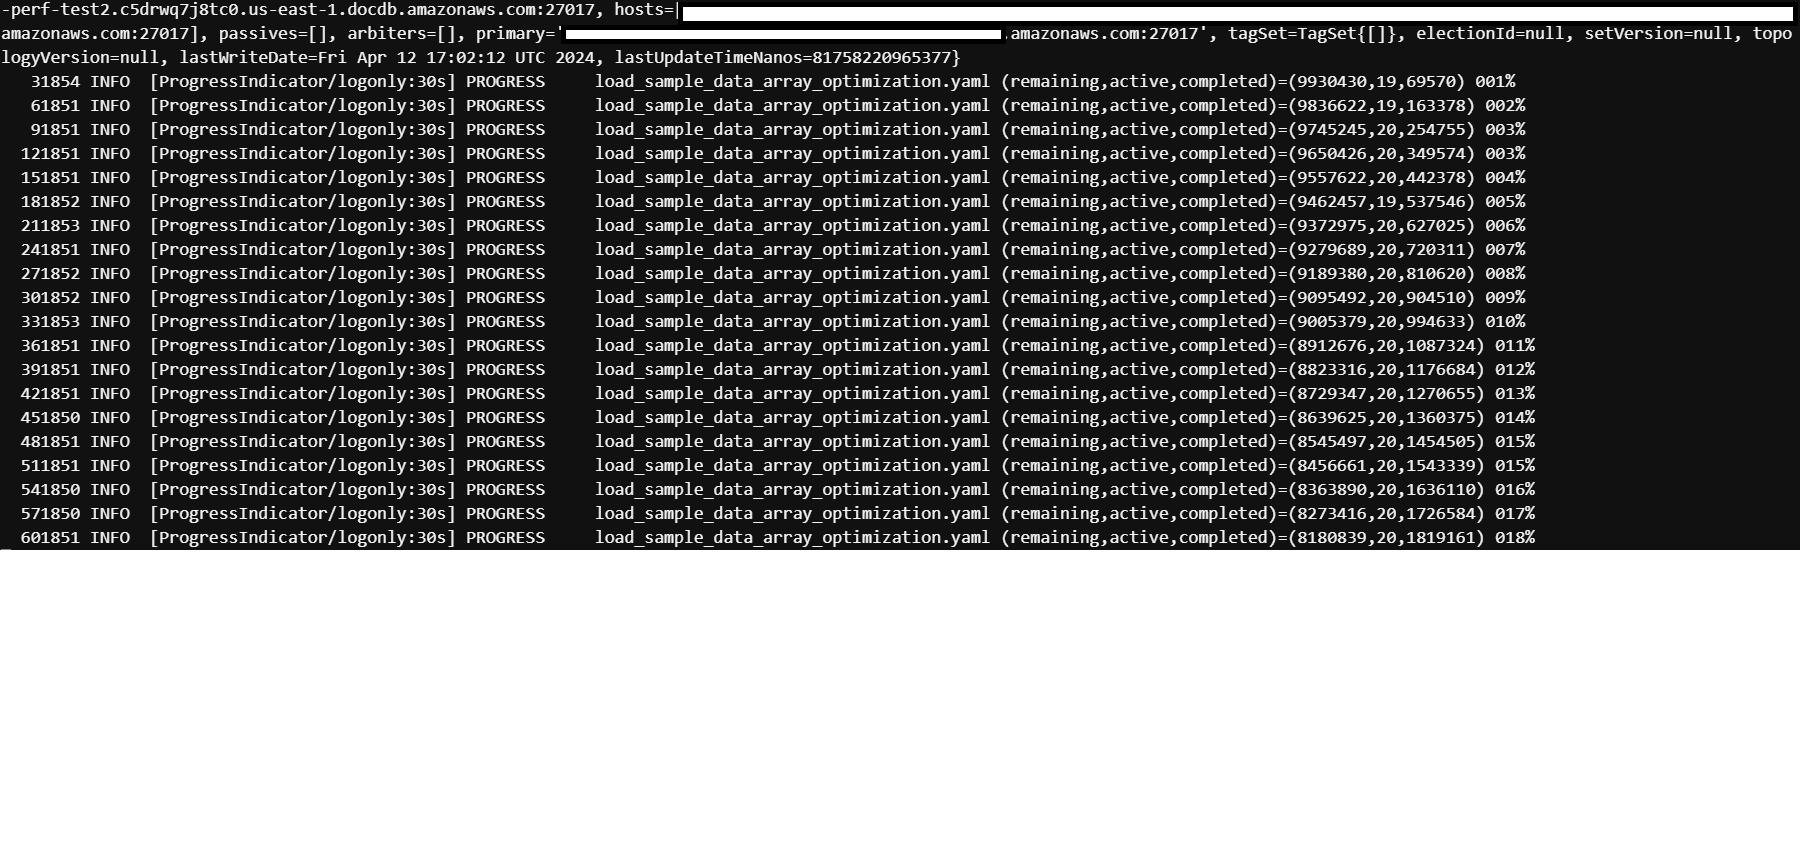 -perf-test2.c5drwq7j8tc0.us-east-1.docdb.amazonaws.com:27017, hosts=[
amazonaws.com:27017], passives=[], arbiters=[], primary=' .amazonaws.com:27017', tagSet=TagSet{[]}, electionId=null, setVersion=null, topo
logyVersion=null, lastWriteDate=Fri Apr 12 17:02:12 UTC 2024, lastUpdateTimeNanos=81758220965377}
31854 INFO [ProgressIndicator/logonly:30s] PROGRESS load_sample_data_array_optimization.yaml (remaining,active,completed)=(9930430,19,69570) 001%
61851 INFO [ProgressIndicator/logonly:30s] PROGRESS load_sample_data_array_optimization.yaml (remaining,active,completed)=(9836622,19,163378) 002%
91851 INFO [ProgressIndicator/logonly:30s] PROGRESS load_sample_data_array_optimization.yaml (remaining,active,completed)=(9745245,20,254755) 003%
121851 INFO [ProgressIndicator/logonly:30s] PROGRESS load_sample_data_array_optimization.yaml (remaining,active,completed)=(9650426,20,349574) 003%
151851 INFO [ProgressIndicator/logonly:30s] PROGRESS load_sample_data_array_optimization.yaml (remaining,active,completed)=(9557622,20,442378) 004%
181852 INFO [ProgressIndicator/logonly:30s] PROGRESS load_sample_data_array_optimization.yaml (remaining,active,completed)=(9462457,19,537546) 005%
211853 INFO [ProgressIndicator/logonly:30s] PROGRESS load_sample_data_array_optimization.yaml (remaining,active,completed)=(9372975,20,627025) 006%
241851 INFO [ProgressIndicator/logonly:30s] PROGRESS load_sample_data_array_optimization.yaml (remaining,active,completed)=(9279689,20,720311) 007%
271852 INFO [ProgressIndicator/logonly:30s] PROGRESS load_sample_data_array_optimization.yaml (remaining,active,completed)=(9189380,20,810620) 008%
301852 INFO [ProgressIndicator/logonly:30s] PROGRESS load_sample_data_array_optimization.yaml (remaining,active,completed)=(9095492,20,904510) 009%
331853 INFO [ProgressIndicator/logonly:30s] PROGRESS load_sample_data_array_optimization.yaml (remaining,active,completed)=(9005379,20,994633) 010%
361851 INFO [ProgressIndicator/logonly:30s] PROGRESS load_sample_data_array_optimization.yaml (remaining,active,completed)=(8912676,20,1087324) 011%
391851 INFO [ProgressIndicator/logonly:30s] PROGRESS load_sample_data_array_optimization.yaml (remaining,active,completed)=(8823316,20,1176684) 012%
421851 INFO [ProgressIndicator/logonly:30s] PROGRESS load_sample_data_array_optimization.yaml (remaining,active,completed)=(8729347,20,1270655) 013%
451850 INFO [ProgressIndicator/logonly:30s] PROGRESS load_sample_data_array_optimization.yaml (remaining,active,completed)=(8639625,20,1360375) 014%
481851 INFO [ProgressIndicator/logonly:30s] PROGRESS load_sample_data_array_optimization.yaml (remaining,active,completed)=(8545497,20,1454505) 015%
511851 INFO [ProgressIndicator/logonly:30s] PROGRESS load_sample_data_array_optimization.yaml (remaining,active,completed)=(8456661,20,1543339) 015%
541850 INFO [ProgressIndicator/logonly:30s] PROGRESS load_sample_data_array_optimization.yaml (remaining,active,completed)=(8363890,20,1636110) 016%
571850 INFO [ProgressIndicator/logonly:30s] PROGRESS load_sample_data_array_optimization.yaml (remaining,active,completed)=(8273416,20,1726584) 017%
601851 INFO [ProgressIndicator/logonly:30s] PROGRESS load_sample_data_array_optimization.yaml (remaining,active,completed)=(8180839,20,1819161) 018%